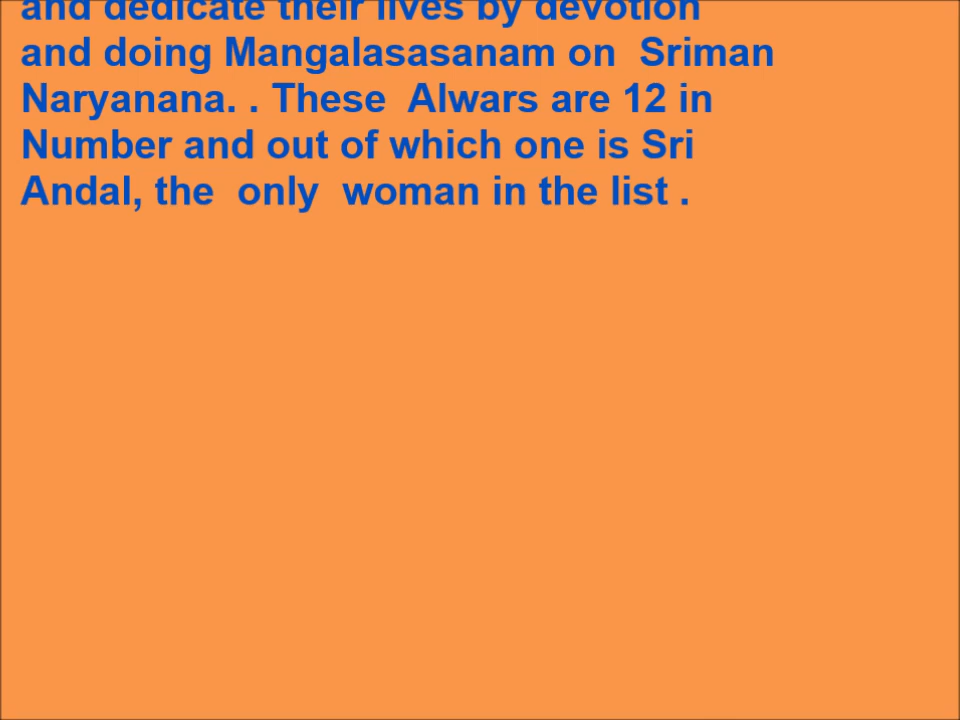 and dedicate their lives by devotion
and doing Mangalasasanam on  Sriman
Naryanana. . These  Alwars are 12 in
Number and out of which one is Sri
Andal, the  only  woman in the list .